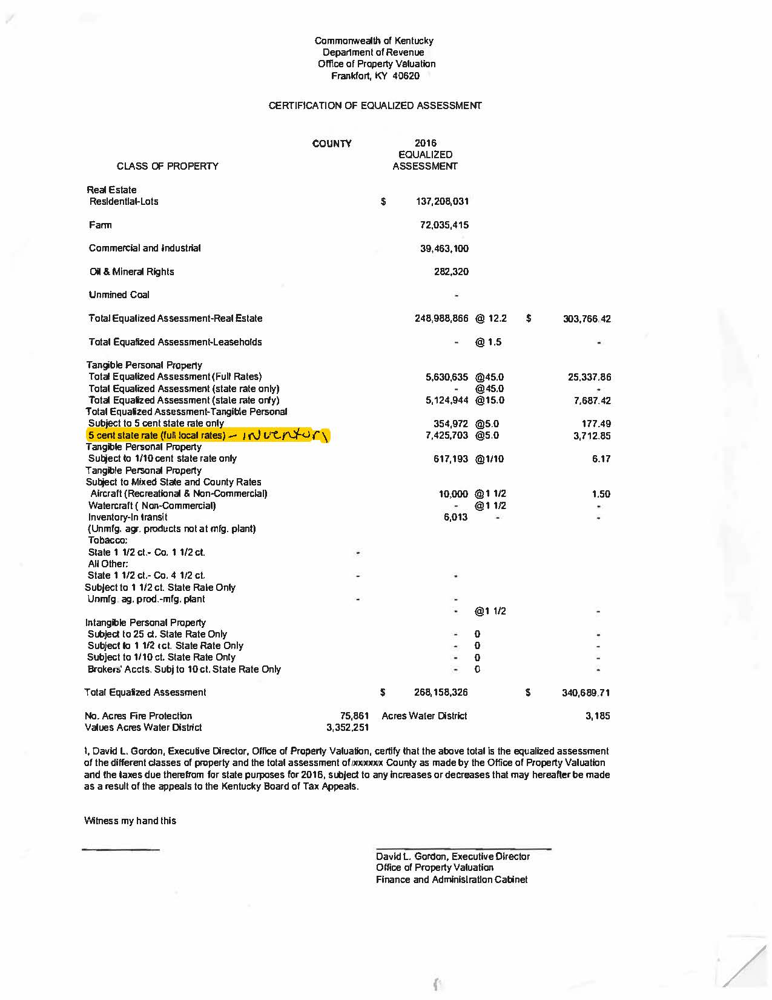 Commonwealth of Kentucky
Department of Revenue
Office of Property Valuation
Frankfort, KY 40620
CERTIFICATION OF EQUALIZED ASSESSMENT
COUNTY 2016
EQUALIZED
CLASS OF PROPERTY ASSESSMENT
Real Estate
Residential-Lots $ 137,208,031
Farm 72,035,415
Commercial and Industrial 39,463,100
Oil & Mineral Rights 282,320
Unmined Coal -
Total Equalized Assessment-Real Estate 248,988,866 @ 12.2 $ 303,766.42
Total Equalized Assessment-Leaseholds - @ 1.5 -
Tangible Personal Property
Total Equalized Assessment (Full Rates) 5,630,635 @45.0 25,337.86
Total Equalized Assessment (state rate only) - @45.0 -
Total Equalized Assessment (state rate only) 5,124,944 @15.0 7,687.42
Total Equalized Assessment-Tangible Personal
Subject to 5 cent state rate only 354,972 @5.0 177.49
5 cent state rate (full local rates) - Inventory 7,425,703 @5.0 3,712.85
Tangible Personal Property
Subject to 1/10 cent state rate only 617,193 @1/10 6.17
Tangible Personal Property
Subject to Mixed State and County Rates
Aircraft (Recreational & Non-Commercial) 10,000 @1 1/2 1.50
Watercraft ( Non-Commercial) - @1 1/2 -
Inventory-In transit 6,013 - -
(Unmfg. agr. products not at mfg. plant)
Tobacco:
State 1 1/2 ct.- Co. 1 1/2 ct. -
All Other:
State 1 1/2 ct.- Co. 4 1/2 ct. - -
Subject to 1 1/2 ct. State Rate Only
Unmfg. ag. prod.-mfg. plant - -
- @1 1/2 -
Intangible Personal Property
Subject to 25 ct. State Rate Only - 0 -
Subject to 1 1/2 ct. State Rate Only - 0 -
Subject to 1/10 ct. State Rate Only - 0 -
Brokers' Accts. Subj to 10 ct. State Rate Only - 0 -
Total Equalized Assessment $ 268,158,326 $ 340,689.71
No. Acres Fire Protection 75,861 Acres Water District 3,185
Values Acres Water District 3,352,251
I, David L. Gordon, Executive Director, Office of Property Valuation, certify that the above total is the equalized assessment
of the different classes of property and the total assessment of xxxxxxx County as made by the Office of Property Valuation
and the taxes due therefrom for state purposes for 2016, subject to any increases or decreases that may hereafter be made
as a result of the appeals to the Kentucky Board of Tax Appeals.
Witness my hand this
David L. Gordon, Executive Director
Office of Property Valuation
Finance and Administration Cabinet